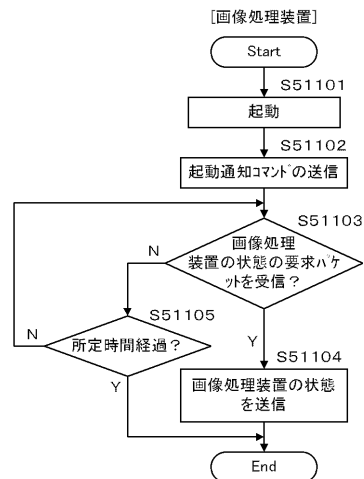 [画像処理装置]
Start
S51101
起動
S51102
起動通知コマンドの送信
S51103
画像処理
装置の状態の要求パケ
ットを受信？
N
Y
S51105
所定時間経過？
N
Y
S51104
画像処理装置の状態
を送信
End